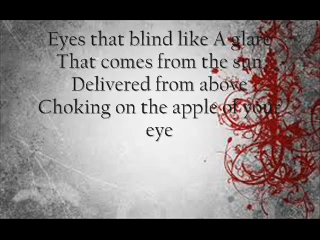 Eyes that blind like A glare
That comes from the sun
Delivered from above
Choking on the apple of your
eye